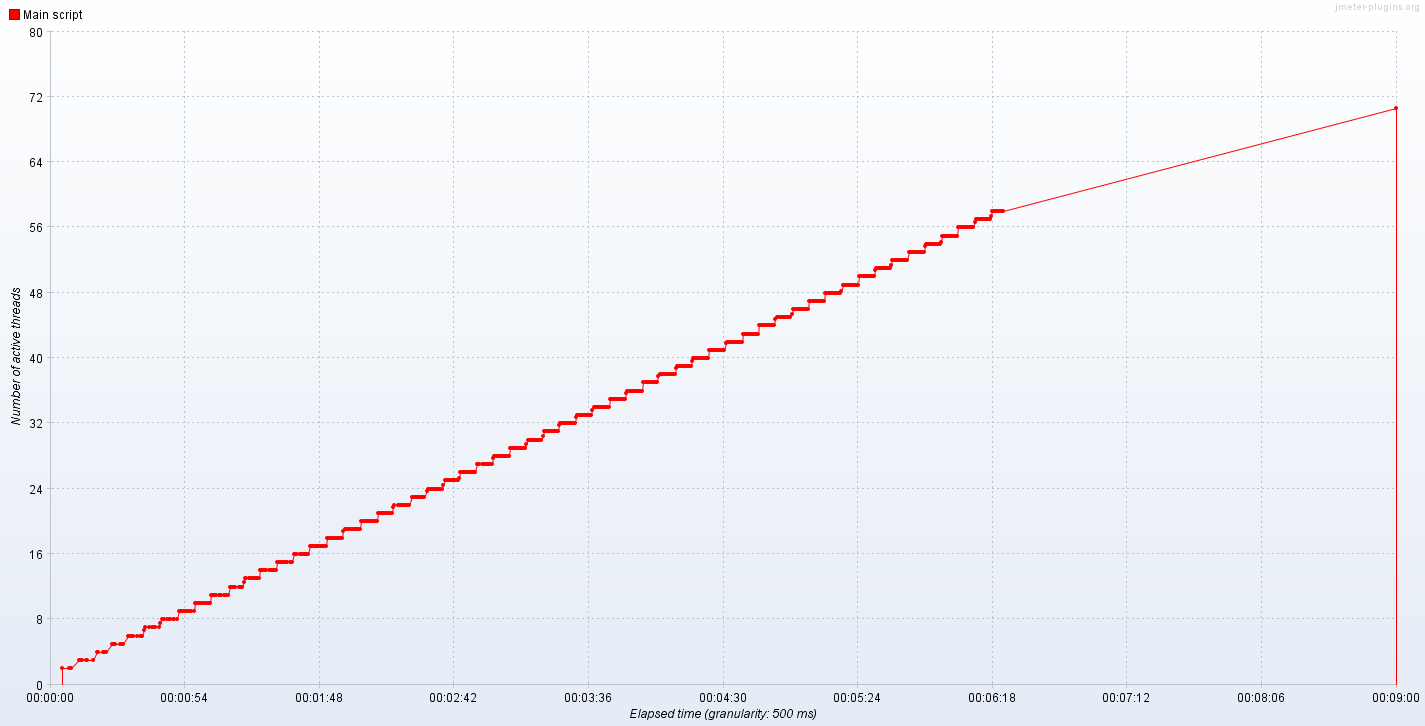 Main script
jmeter-plugins.org
80
72
64
56
48
40
32
24
16
8
0
Number of active threads
00:00:00 00:00:54 00:01:48 00:02:42 00:03:36 00:04:30 00:05:24 00:06:18 00:07:12 00:08:06 00:09:00
Elapsed time (granularity: 500 ms)